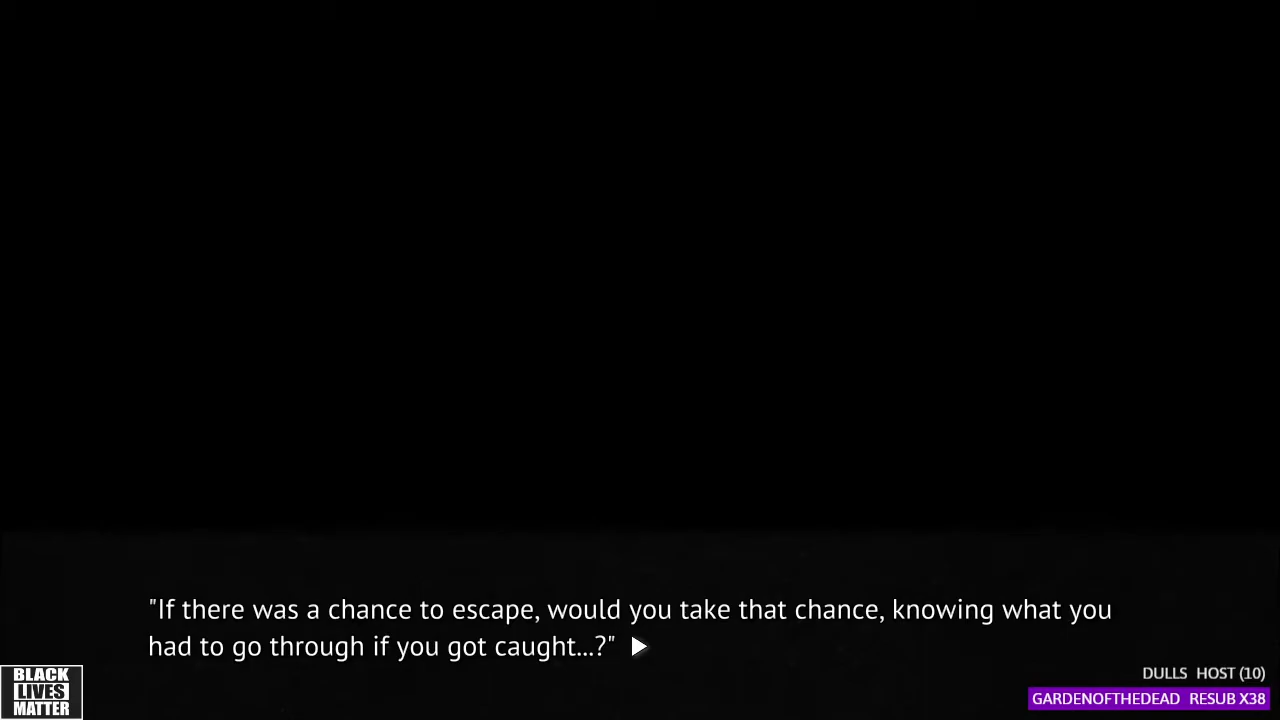 "If there was a chance to escape, would you take that chance, knowing what you
had to go through if you got caught...?"
BLACK
LIVES
MATTER
DULLS HOST (10)
GARDENOFTHEDEAD RESUB X38